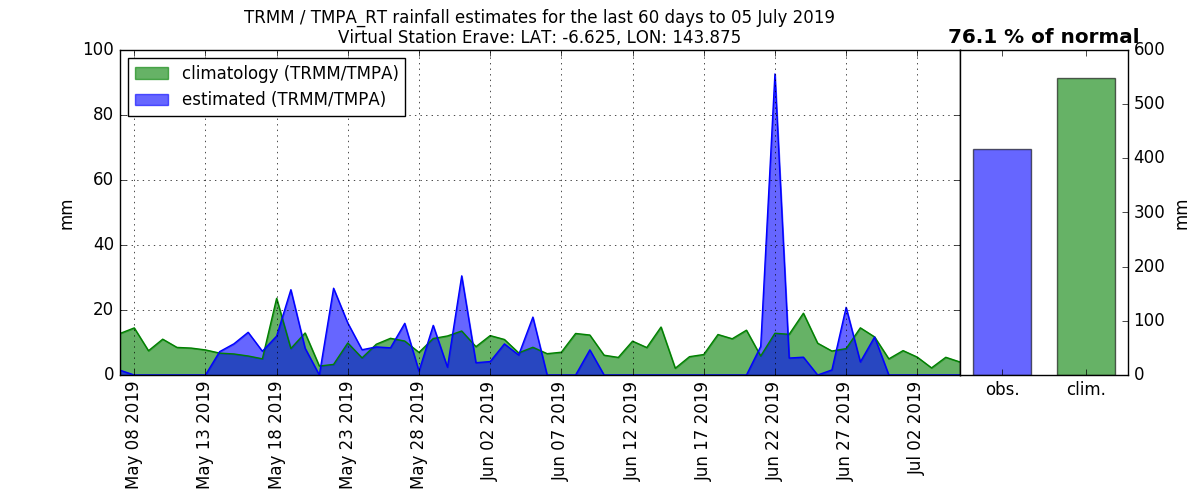 TRMM / TMPA_RT rainfall estimates for the last 60 days to 05 July 2019
Virtual Station Erave: LAT: -6.625, LON: 143.875
76.1 % of normal
climatology (TRMM/TMPA)
estimated (TRMM/TMPA)
100
80
60
40
20
0
mm
May 08 2019
May 13 2019
May 18 2019
May 23 2019
May 28 2019
Jun 02 2019
Jun 07 2019
Jun 12 2019
Jun 17 2019
Jun 22 2019
Jun 27 2019
Jul 02 2019
600
500
400
300
200
100
0
mm
obs.
clim.